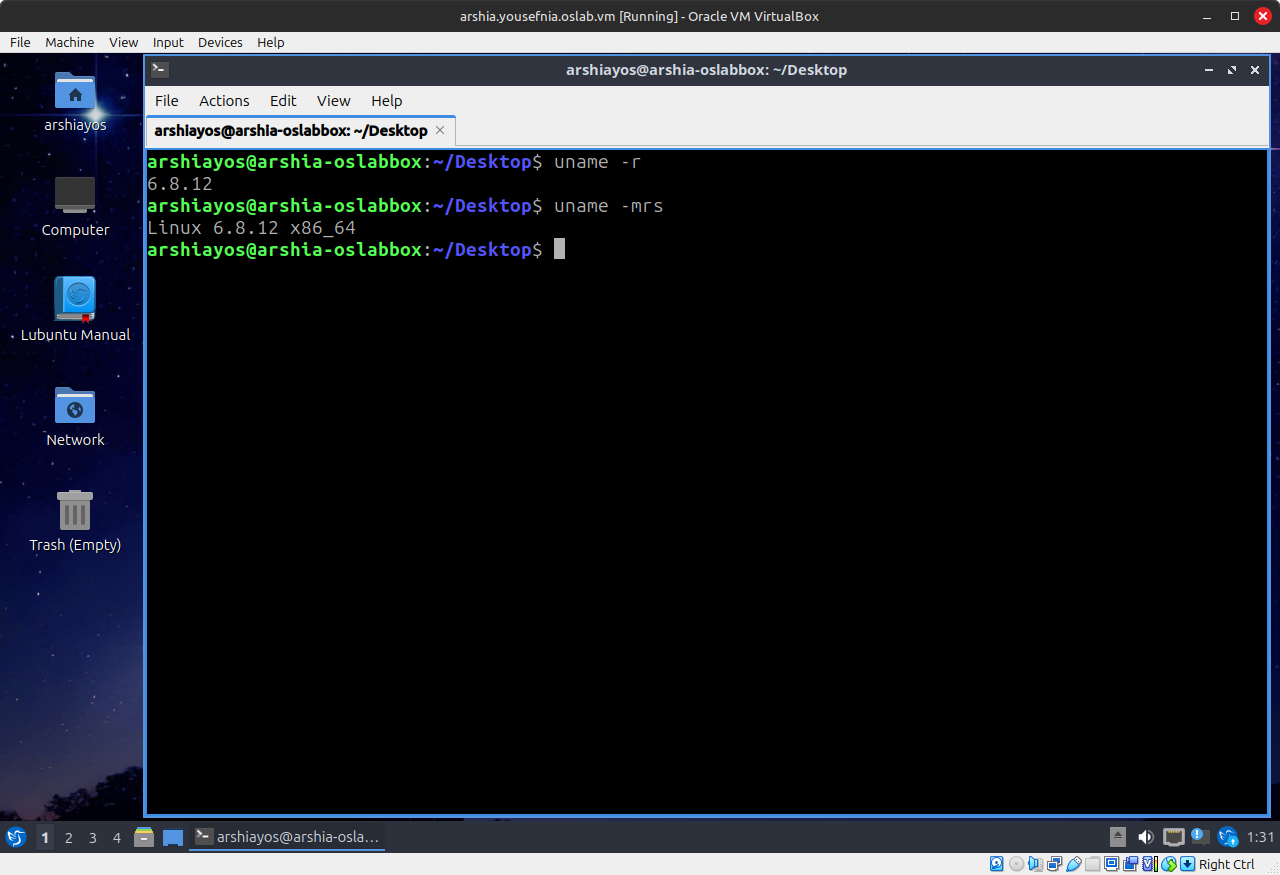 arshia.yousefnia.oslab.vm [Running] - Oracle VM VirtualBox
File Machine View Input Devices Help
arshiayos@arshia-oslabbox: ~/Desktop
File Actions Edit View Help
arshiayos@arshia-oslabbox: ~/Desktop
arshiayos@arshia-oslabbox:~/Desktop$ uname -r
6.8.12
arshiayos@arshia-oslabbox:~/Desktop$ uname -mrs
Linux 6.8.12 x86_64
arshiayos@arshia-oslabbox:~/Desktop$
arshiayos
Computer
Lubuntu Manual
Network
Trash (Empty)
1 2 3 4 arshiayos@arshia-osla... 1:31
Right Ctrl